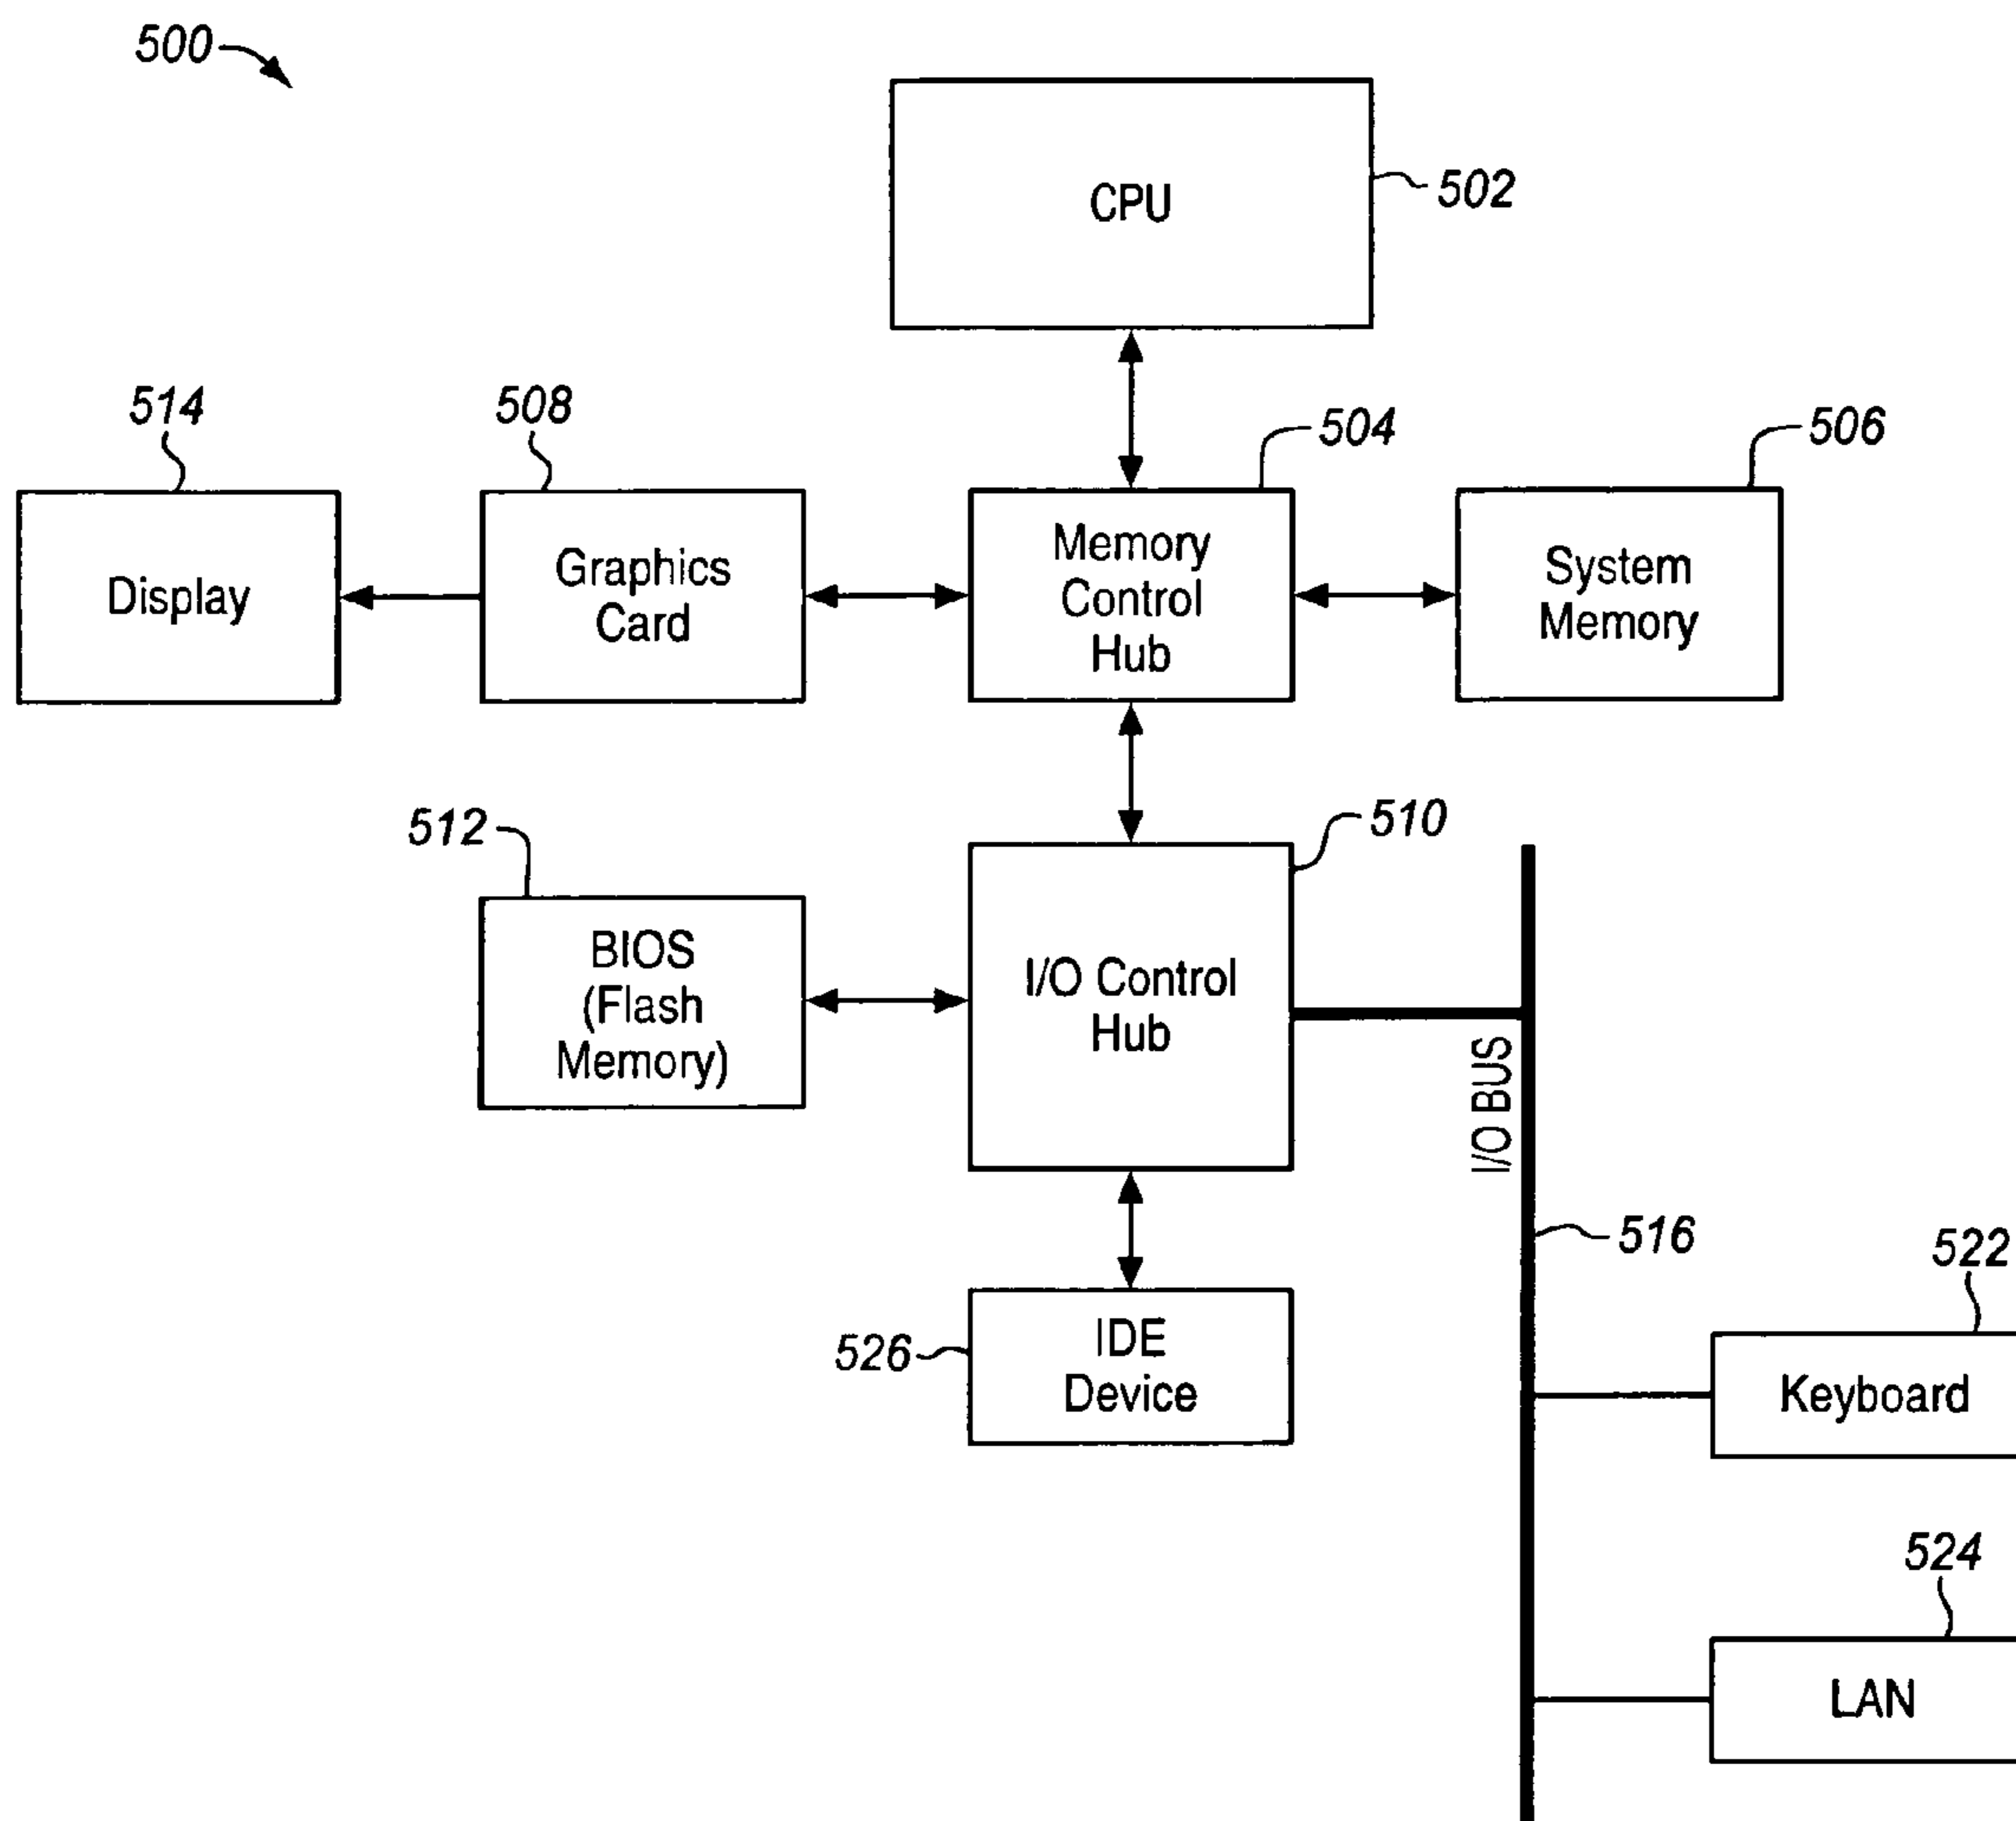 500
CPU
502
514
508
504
506
Display
Graphics
Card
Memory
Control
Hub
System
Memory
512
510
BIOS
(Flash
Memory)
I/O Control
Hub
I/O BUS
516
522
526
IDE
Device
Keyboard
524
LAN